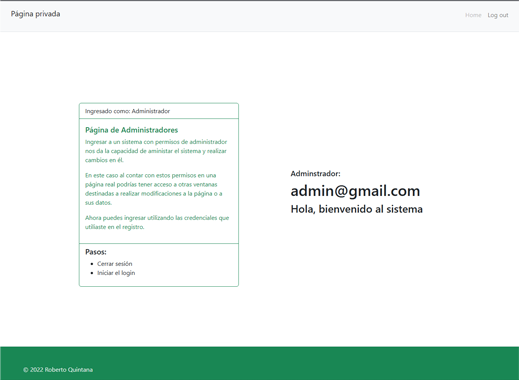 Página privada
Home Log out
Ingresado como: Administrador
Página de Administradores
Ingresar a un sistema con permisos de administrador
nos da la capacidad de aministar el sistema y realizar
cambios en él.
En este caso al contar con estos permisos en una
página real podrías tener acceso a otras ventanas
destinadas a realizar modificaciones a la página o a
sus datos.
Ahora puedes ingresar utilizando las credenciales que
utiliaste en el registro.
Pasos:
Cerrar sesión
Iniciar el login
Adminstrador:
admin@gmail.com
Hola, bienvenido al sistema
© 2022 Roberto Quintana